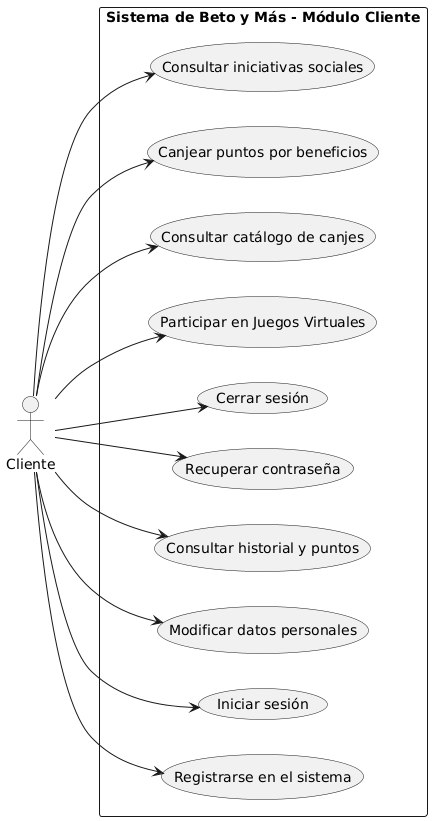 Sistema de Beto y Más - Módulo Cliente
Consultar iniciativas sociales
Canjear puntos por beneficios
Consultar catálogo de canjes
Participar en Juegos Virtuales
Cerrar sesión
Cliente
Recuperar contraseña
Consultar historial y puntos
Modificar datos personales
Iniciar sesión
Registrarse en el sistema